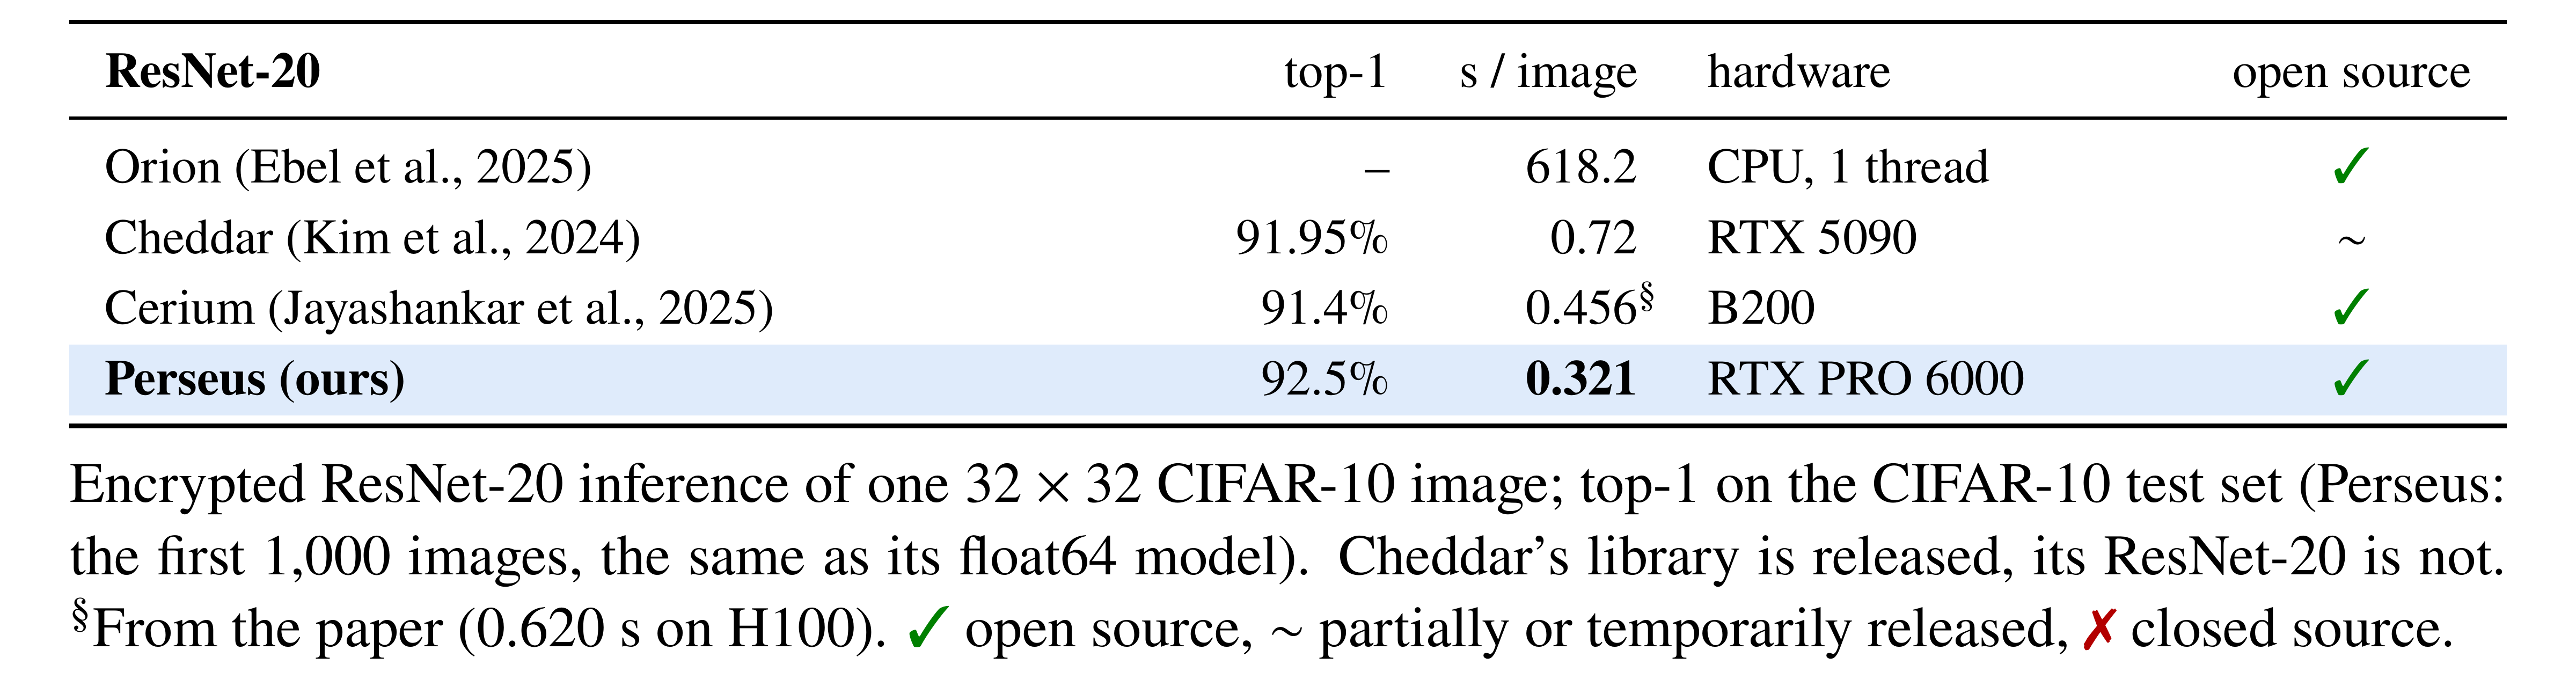 ResNet-20 top-1 s / image hardware open source
Orion (Ebel et al., 2025) – 618.2 CPU, 1 thread ✓
Cheddar (Kim et al., 2024) 91.95% 0.72 RTX 5090 ~
Cerium (Jayashankar et al., 2025) 91.4% 0.456§ B200 ✓
Perseus (ours) 92.5% 0.321 RTX PRO 6000 ✓
Encrypted ResNet-20 inference of one 32 × 32 CIFAR-10 image; top-1 on the CIFAR-10 test set (Perseus:
the first 1,000 images, the same as its float64 model). Cheddar’s library is released, its ResNet-20 is not.
§From the paper (0.620 s on H100). ✓ open source, ~ partially or temporarily released, ✗ closed source.